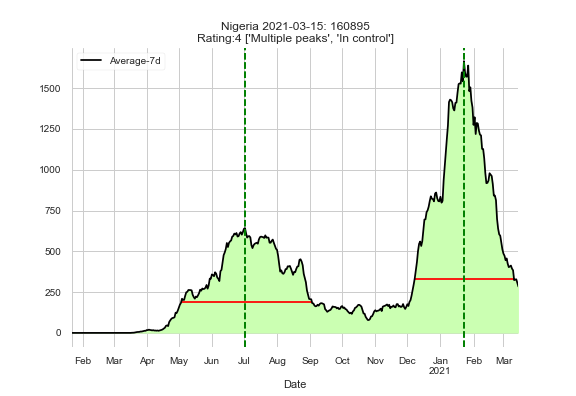 Nigeria 2021-03-15: 160895
Rating:4 ['Multiple peaks', 'In control']
Average-7d
1500
1250
1000
750
500
250
0
Feb Mar Apr May Jun Jul Aug Sep Oct Nov Dec Jan Feb Mar
2021
Date